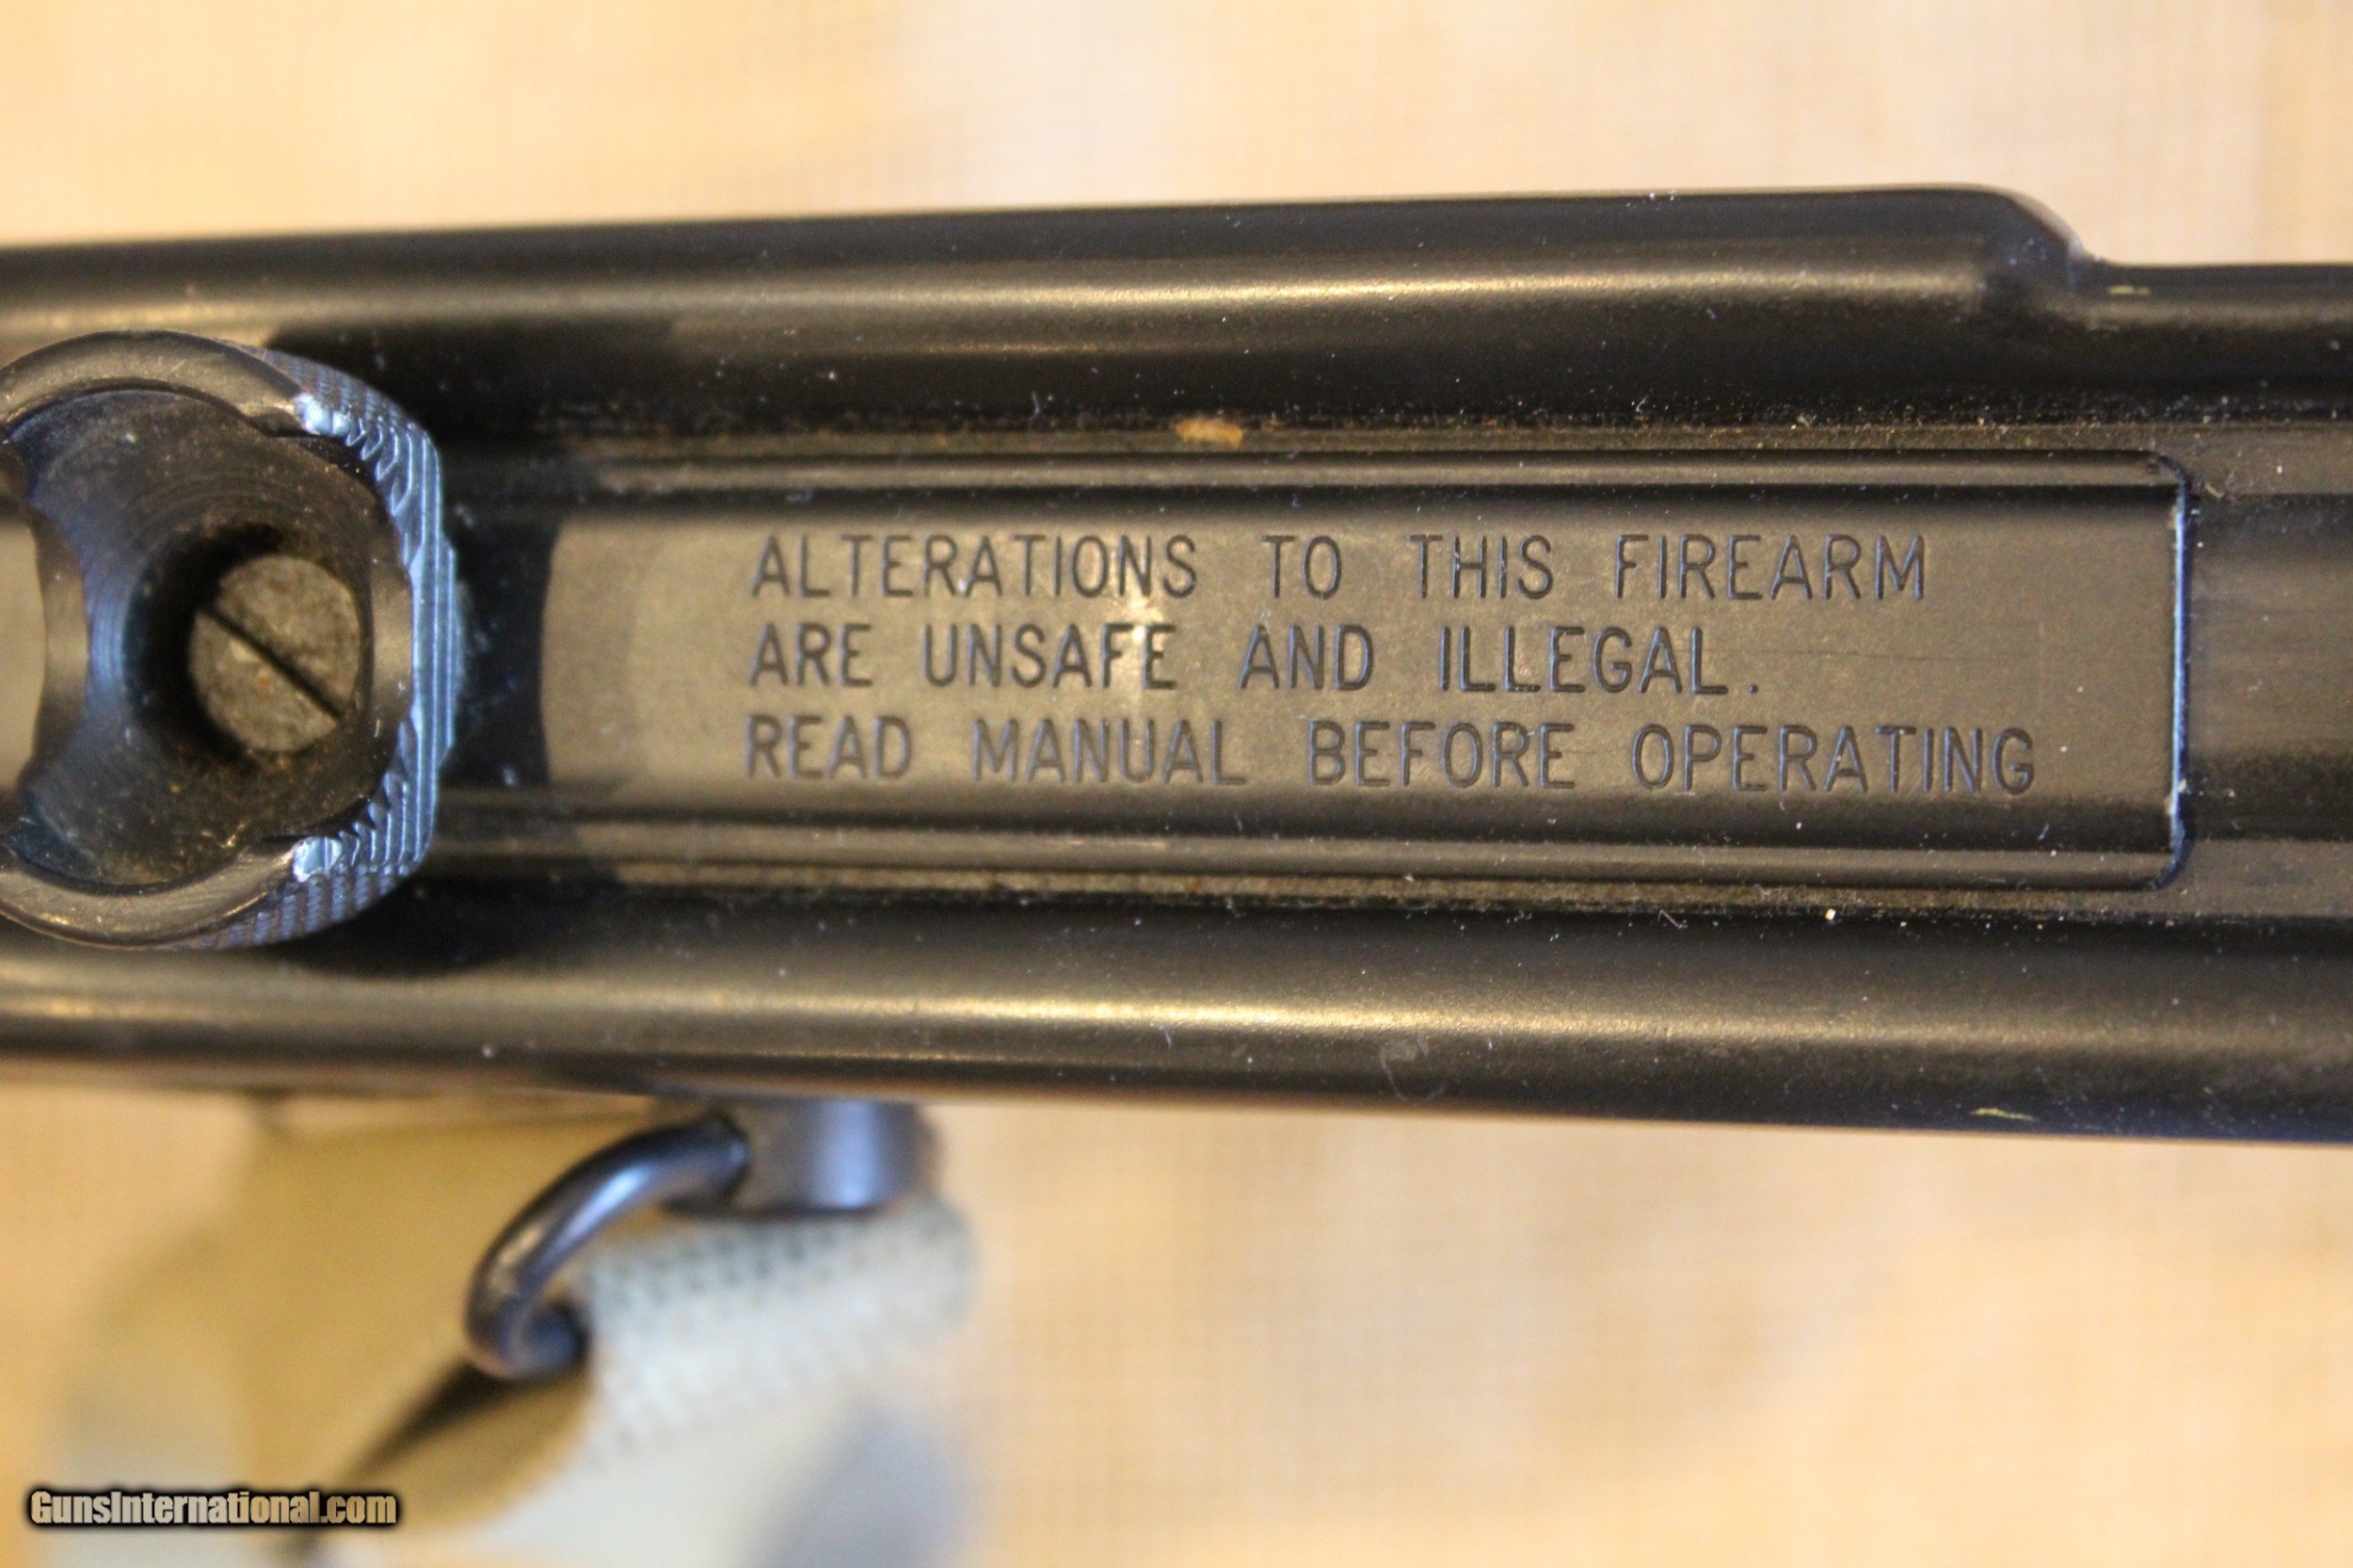 ALTERATIONS TO THIS FIREARM
ARE UNSAFE AND ILLEGAL.
READ MANUAL BEFORE OPERATING
GunsInternational.com